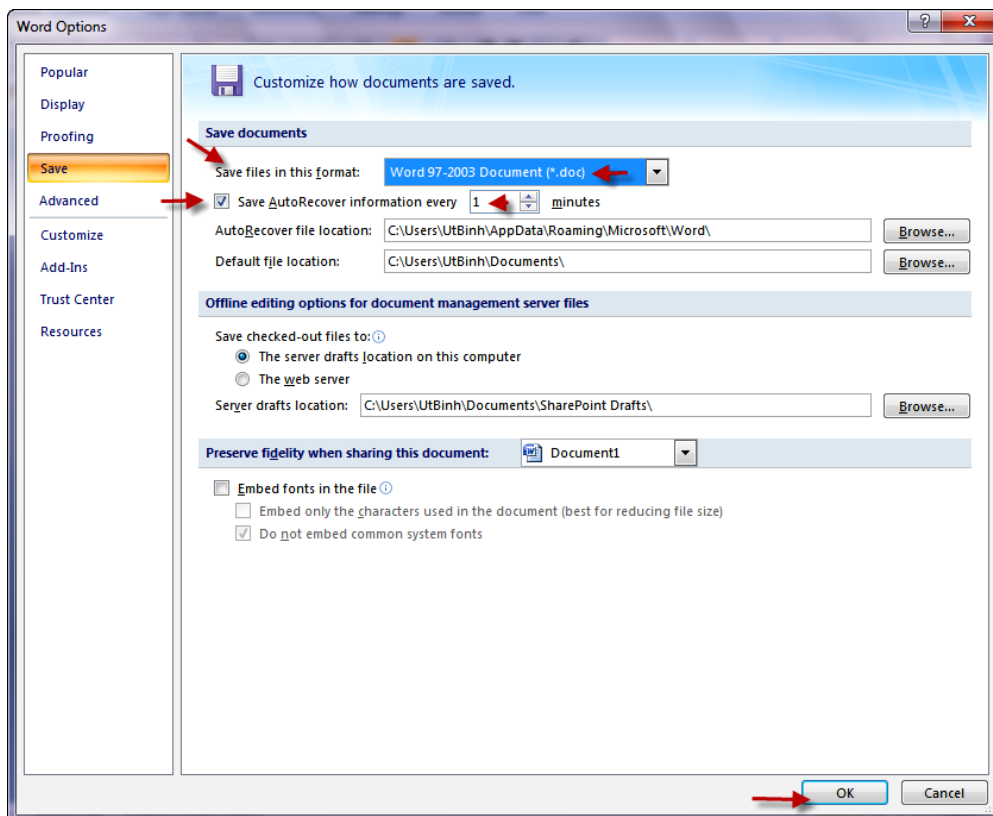 Word Options
Popular
Display
Proofing
Save
Advanced
Customize
Add-Ins
Trust Center
Resources
Customize how documents are saved.
Save documents
Save files in this format: Word 97-2003 Document (*.doc)
Save AutoRecover information every 1 minutes
AutoRecover file location: C:\Users\UtBinh\AppData\Roaming\Microsoft\Word\ Browse...
Default file location: C:\Users\UtBinh\Documents\ Browse...
Offline editing options for document management server files
Save checked-out files to:
The server drafts location on this computer
The web server
Server drafts location: C:\Users\UtBinh\Documents\SharePoint Drafts\ Browse...
Preserve fidelity when sharing this document: Document1
Embed fonts in the file
Embed only the characters used in the document (best for reducing file size)
Do not embed common system fonts
OK Cancel